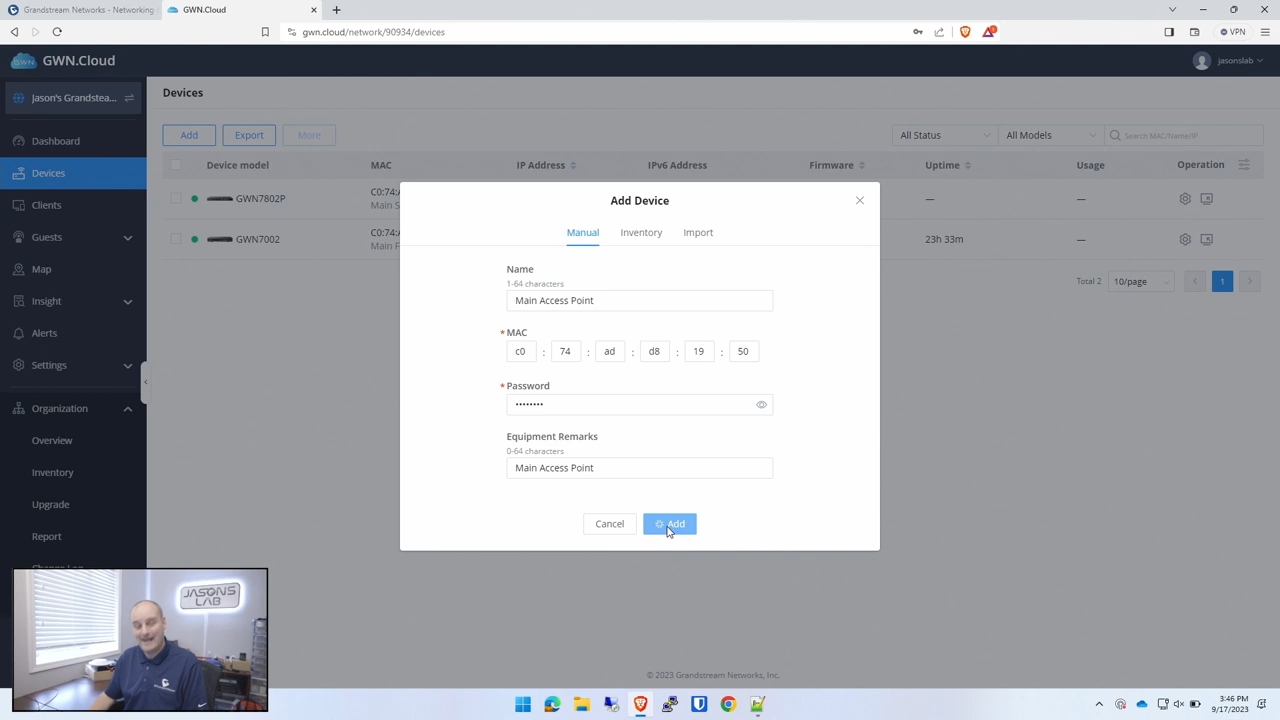 Grandstream Networks - Networking
GWN.Cloud
gwn.cloud/network/90934/devices
VPN
GWN
GWN.Cloud
jasonslab
Jason's Grandstrea...
Devices
Dashboard
Devices
Clients
Guests
Map
Insight
Alerts
Settings
Organization
Overview
Inventory
Upgrade
Report
Add
Export
More
All Status
All Models
Search MAC/Name/IP
Device model
MAC
IP Address
IPv6 Address
Firmware
Uptime
Usage
Operation
GWN7802P
C0:74:A
Main S
—
—
GWN7002
C0:74:A
Main F
23h 33m
—
Total 2
10/page
1
Add Device
Manual
Inventory
Import
Name
1-64 characters
Main Access Point
* MAC
c0 : 74 : ad : d8 : 19 : 50
* Password
••••••••
Equipment Remarks
0-64 characters
Main Access Point
Cancel
Add
JASONS
LAB
© 2023 Grandstream Networks, Inc.
3:46 PM
9/17/2023